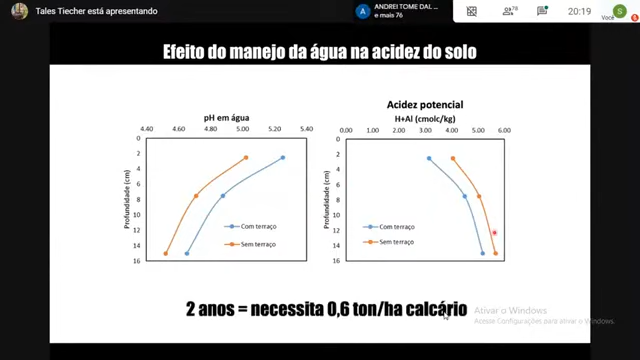 Tales Tiecher está apresentando
ANDREI TOME DAL ...
e mais 76
78
20:19
Você
Efeito do manejo da água na acidez do solo
pH em água
4.40 4.60 4.80 5.00 5.20 5.40
0
2
4
6
8
10
12
14
16
Profundidade (cm)
Com terraço
Sem terraço
Acidez potencial
H+Al (cmolc/kg)
0.00 1.00 2.00 3.00 4.00 5.00 6.00
0
2
4
6
8
10
12
14
16
Profundidade (cm)
Com terraço
Sem terraço
2 anos = necessita 0,6 ton/ha calcário
Ativar o Windows
Acesse Configurações para ativar o Windows.